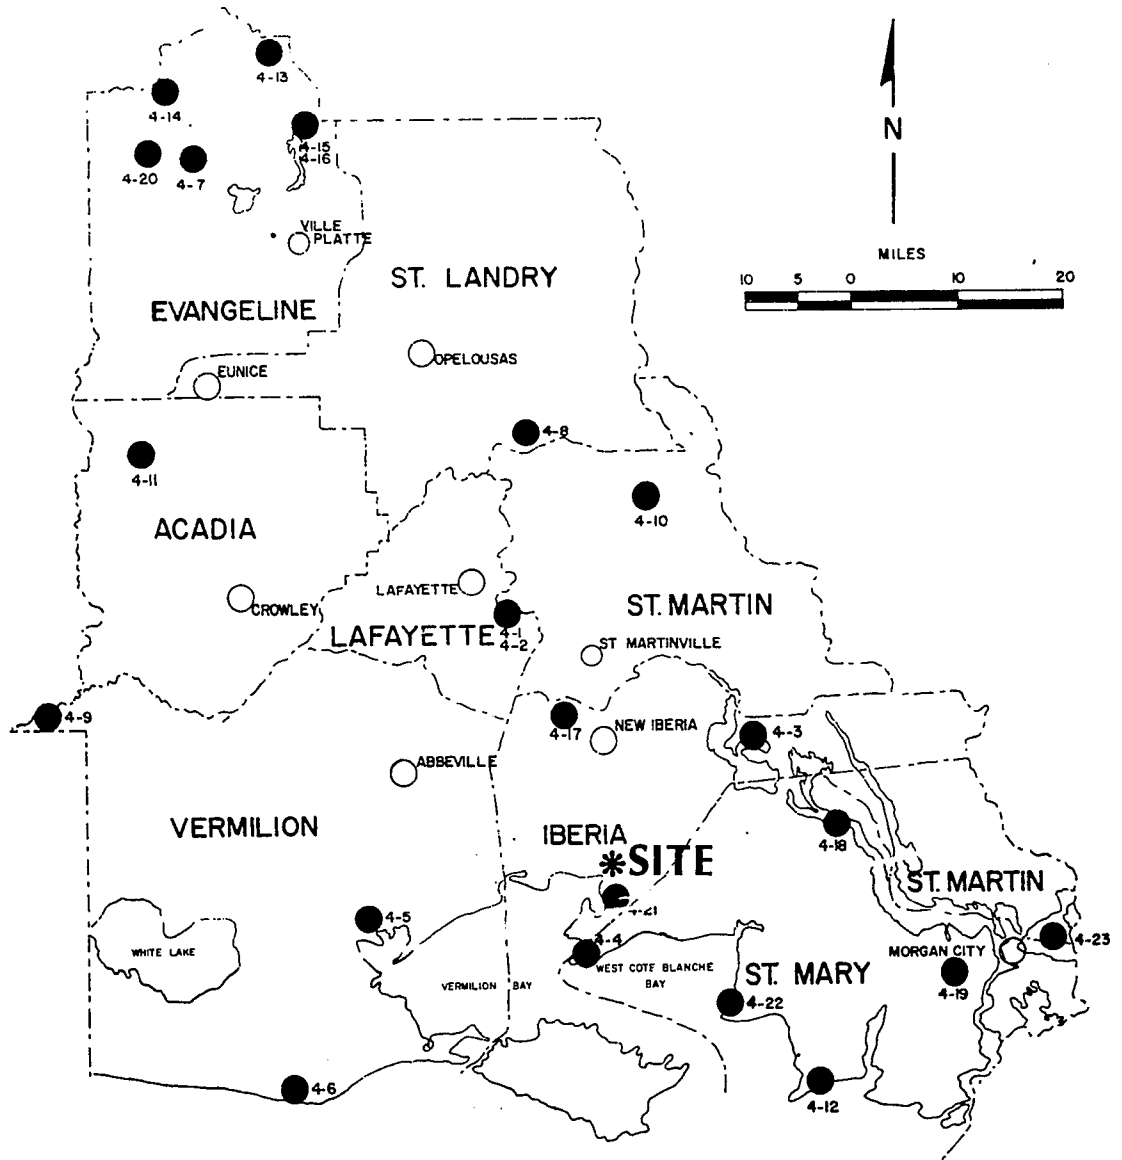 4-13
4-14
N
4-15
4-16
4-20
4-7
VILLE
PLATTE
MILES
10 5 0 10 20
ST. LANDRY
EVANGELINE
OPELOUSAS
EUNICE
4-8
4-11
4-10
ACADIA
LAFAYETTE
CROWLEY
ST. MARTIN
LAFAYETTE
4-1
4-2
ST MARTINVILLE
4-9
4-17
NEW IBERIA
4-3
ABBEVILLE
VERMILION
IBERIA
4-18
*SITE
ST. MARTIN
4-21
4-5
4-4
4-23
WHITE LAKE
MORGAN CITY
WEST COTE BLANCHE
BAY
ST. MARY
VERMILION BAY
4-19
4-22
4-6
4-12